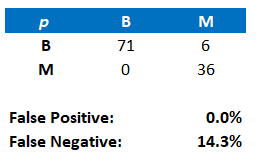 p B M
B 71 6
M 0 36
False Positive: 0.0%
False Negative: 14.3%